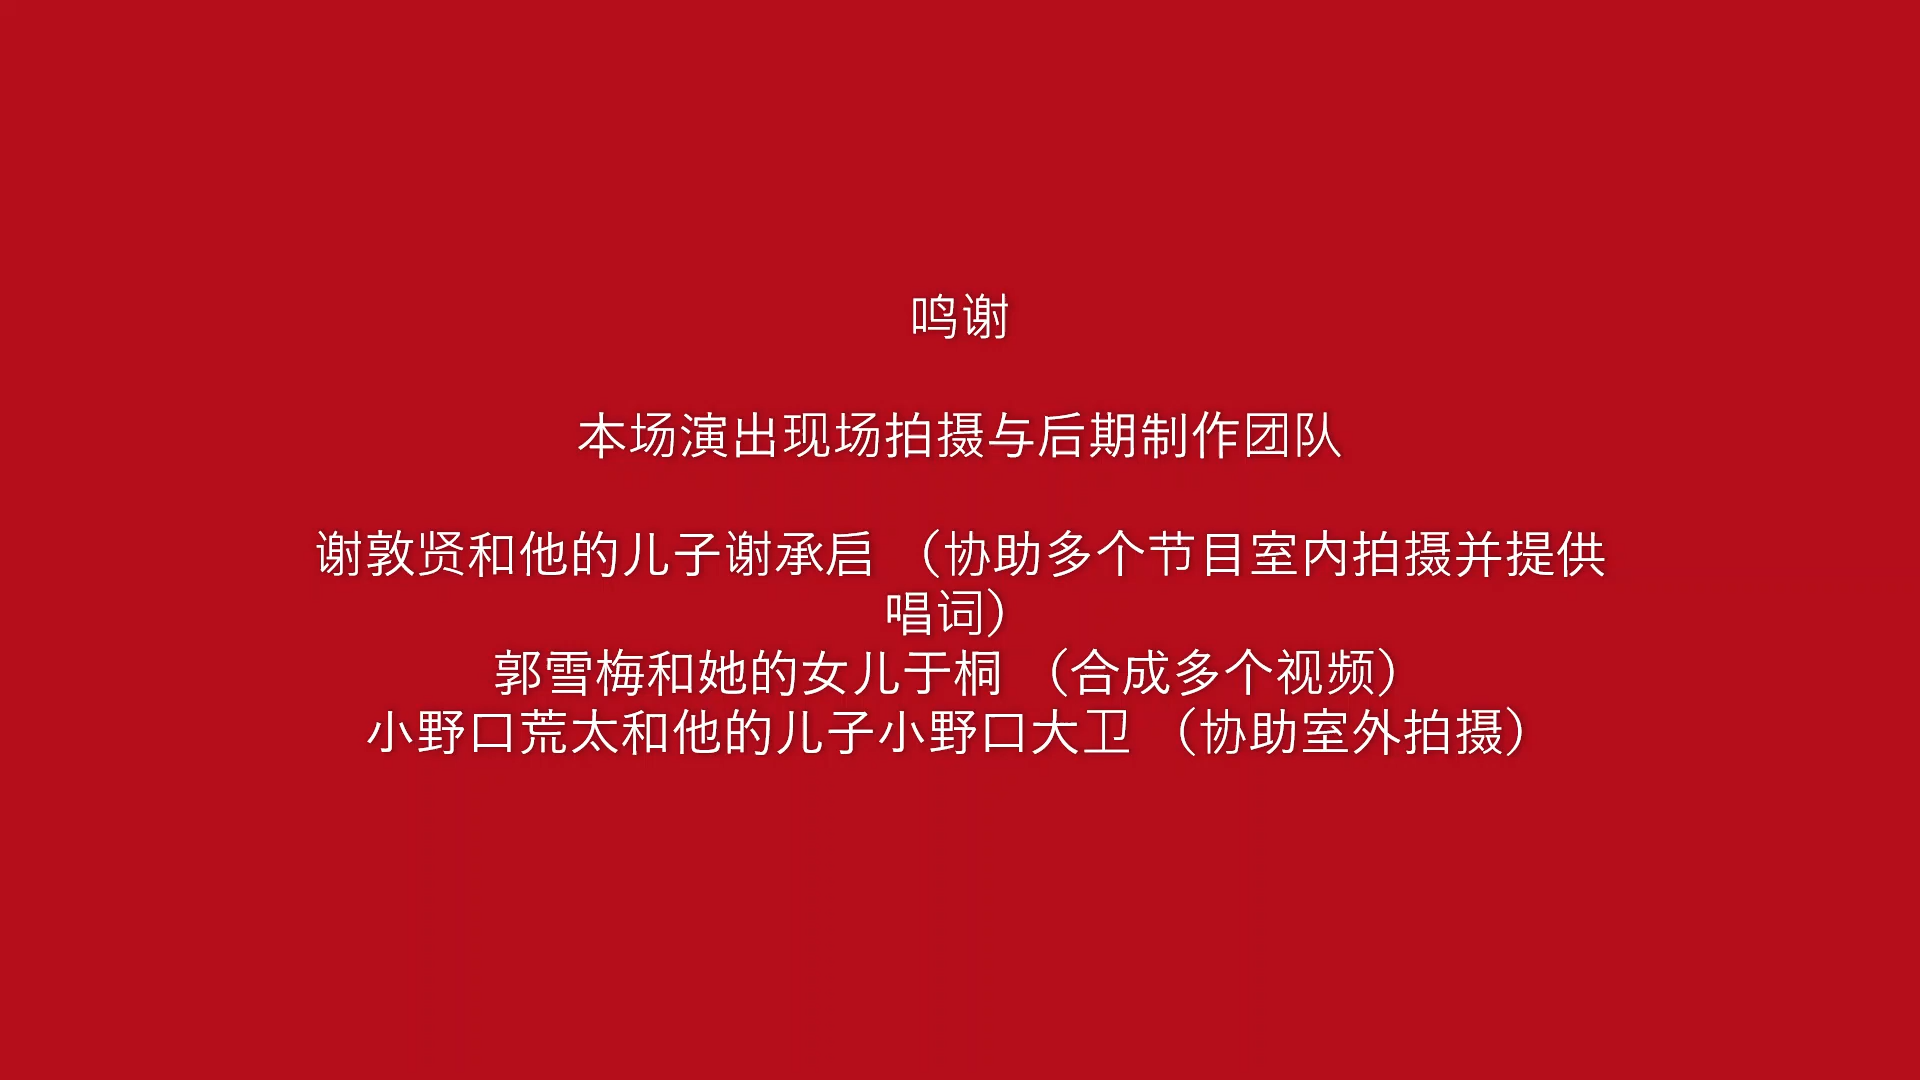 鸣谢
本场演出现场拍摄与后期制作团队
谢敦贤和他的儿子谢承启 （协助多个节目室内拍摄并提供
唱词）
郭雪梅和她的女儿于桐 （合成多个视频）
小野口荒太和他的儿子小野口大卫 （协助室外拍摄）